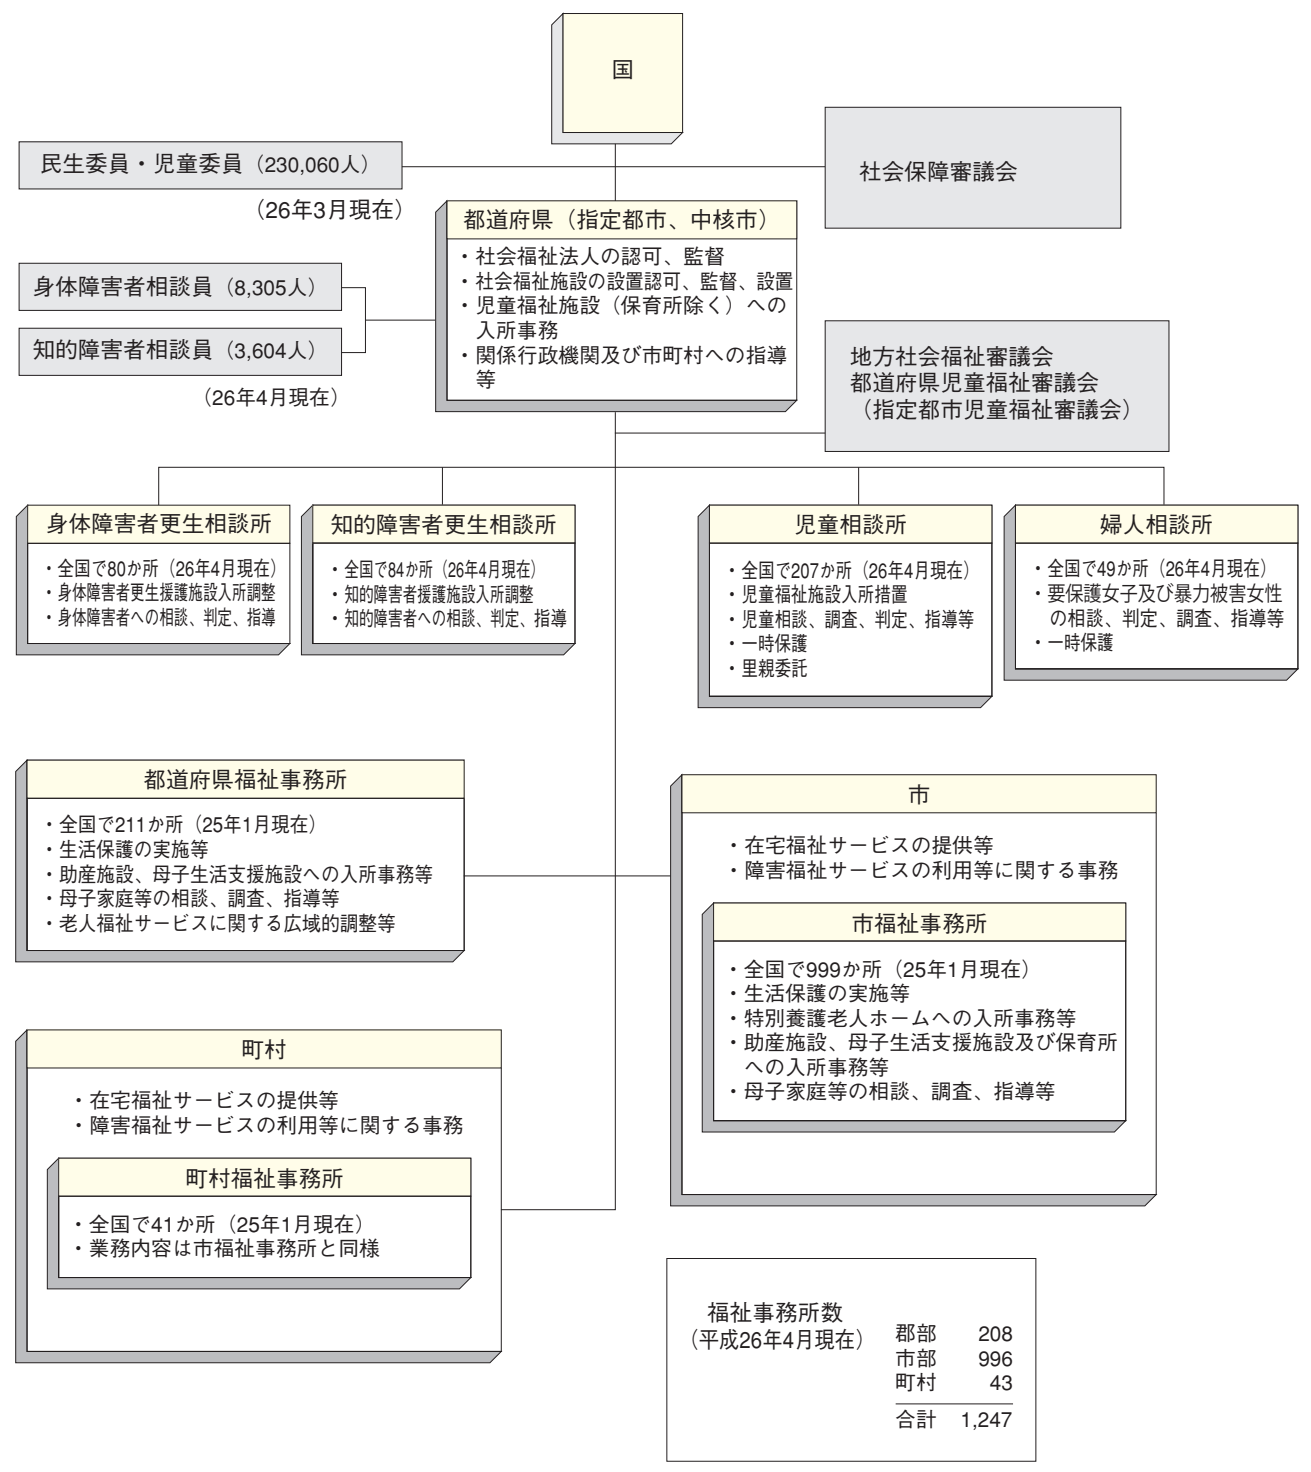 国
民生委員・児童委員（230,060人）
（26年3月現在）
社会保障審議会
都道府県（指定都市、中核市）
・社会福祉法人の認可、監督
・社会福祉施設の設置認可、監督、設置
・児童福祉施設（保育所除く）への
入所事務
・関係行政機関及び市町村への指導
等
身体障害者相談員（8,305人）
知的障害者相談員（3,604人）
（26年4月現在）
地方社会福祉審議会
都道府県児童福祉審議会
（指定都市児童福祉審議会）
身体障害者更生相談所
・全国で80か所（26年4月現在）
・身体障害者更生援護施設入所調整
・身体障害者への相談、判定、指導
知的障害者更生相談所
・全国で84か所（26年4月現在）
・知的障害者援護施設入所調整
・知的障害者への相談、判定、指導
児童相談所
・全国で207か所（26年4月現在）
・児童福祉施設入所措置
・児童相談、調査、判定、指導等
・一時保護
・里親委託
婦人相談所
・全国で49か所（26年4月現在）
・要保護女子及び暴力被害女性
の相談、判定、調査、指導等
・一時保護
都道府県福祉事務所
・全国で211か所（25年1月現在）
・生活保護の実施等
・助産施設、母子生活支援施設への入所事務等
・母子家庭等の相談、調査、指導等
・老人福祉サービスに関する広域的調整等
市
・在宅福祉サービスの提供等
・障害福祉サービスの利用等に関する事務
市福祉事務所
・全国で999か所（25年1月現在）
・生活保護の実施等
・特別養護老人ホームへの入所事務等
・助産施設、母子生活支援施設及び保育所
への入所事務等
・母子家庭等の相談、調査、指導等
町村
・在宅福祉サービスの提供等
・障害福祉サービスの利用等に関する事務
町村福祉事務所
・全国で41か所（25年1月現在）
・業務内容は市福祉事務所と同様
福祉事務所数
（平成26年4月現在）
郡部 208
市部 996
町村 43
合計 1,247